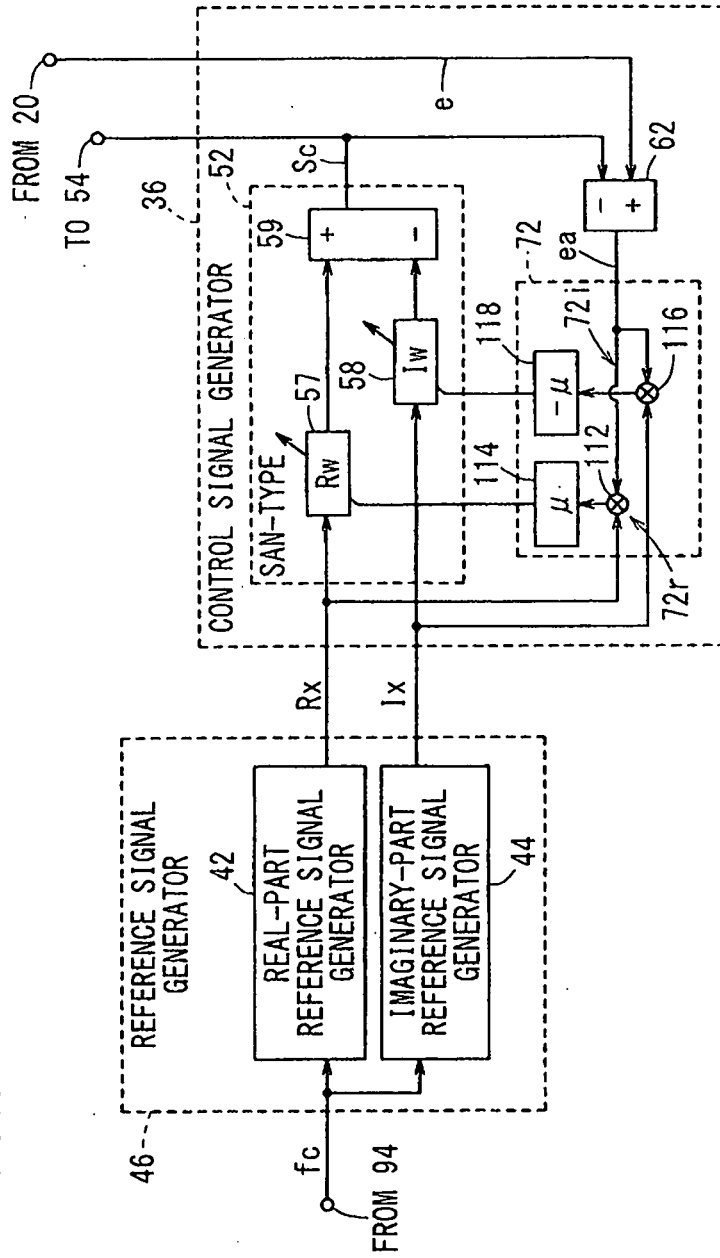 FROM 20
TO 54
36
CONTROL SIGNAL GENERATOR
52
SAN-TYPE
59
+
-
Sc
e
57
Rw
58
Iw
62
-
+
ea
72
72i
118
-μ
116
114
μ
112
72r
Rx
Ix
REFERENCE SIGNAL
GENERATOR
42
REAL-PART
REFERENCE SIGNAL
GENERATOR
IMAGINARY-PART
REFERENCE SIGNAL
GENERATOR
44
46
fc
FROM 94